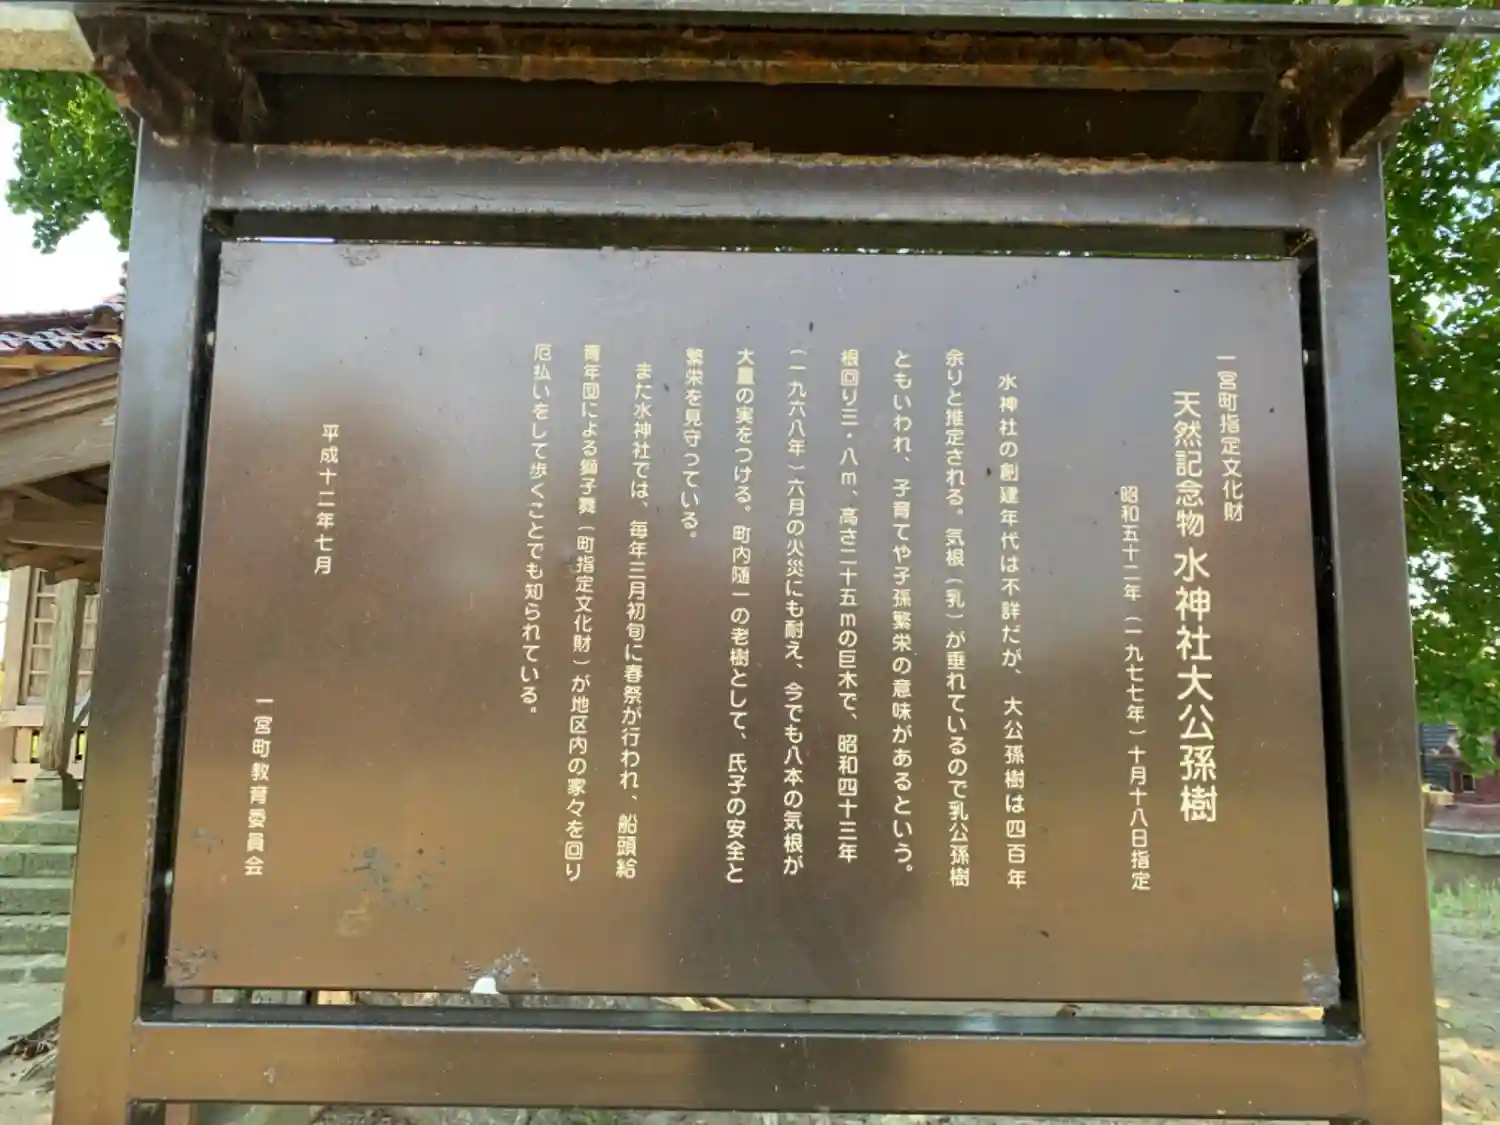 一宮町指定文化財
天然記念物 水神社大公孫樹
昭和五十二年(一九七七年)十月十八日指定
水神社の創建年代は不詳だが、大公孫樹は四百年
余りと推定される。気根(乳)が垂れているので乳公孫樹
ともいわれ、子育てや子孫繁栄の意味があるという。
根回り三・八m、高さ二十五mの巨木で、昭和四十三年
(一九六八年)六月の火災にも耐え、今でも八本の気根が
大量の実をつける。町内随一の老樹として、氏子の安全と
繁栄を見守っている。
また水神社では、毎年三月初旬に春祭が行われ、船頭給
青年団による獅子舞(町指定文化財)が地区内の家々を回り
厄払いをして歩くことでも知られている。
平成十二年七月
一宮町教育委員会